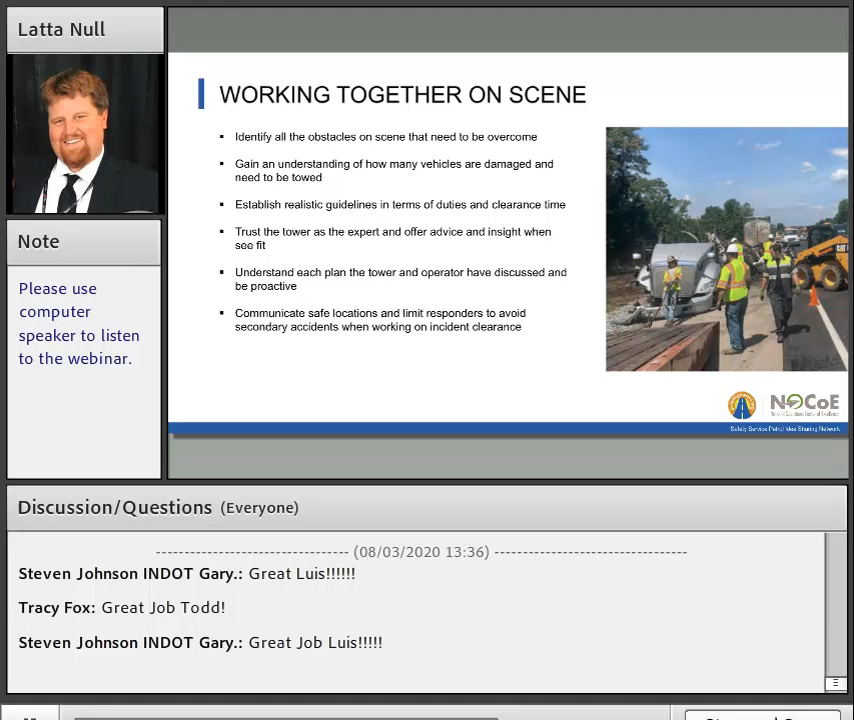 Latta Null
Note
Please use
computer
speaker to listen
to the webinar.
WORKING TOGETHER ON SCENE
▪ Identify all the obstacles on scene that need to be overcome
▪ Gain an understanding of how many vehicles are damaged and
need to be towed
▪ Establish realistic guidelines in terms of duties and clearance time
▪ Trust the tower as the expert and offer advice and insight when
see fit
▪ Understand each plan the tower and operator have discussed and
be proactive
▪ Communicate safe locations and limit responders to avoid
secondary accidents when working on incident clearance
NOCoE
National Operations Center of Excellence
Safety Service Patrol Idea Sharing Network
Discussion/Questions (Everyone)
-------------------------------- (08/03/2020 13:36) --------------------------------
Steven Johnson INDOT Gary.: Great Luis!!!!!!
Tracy Fox: Great Job Todd!
Steven Johnson INDOT Gary.: Great Job Luis!!!!!